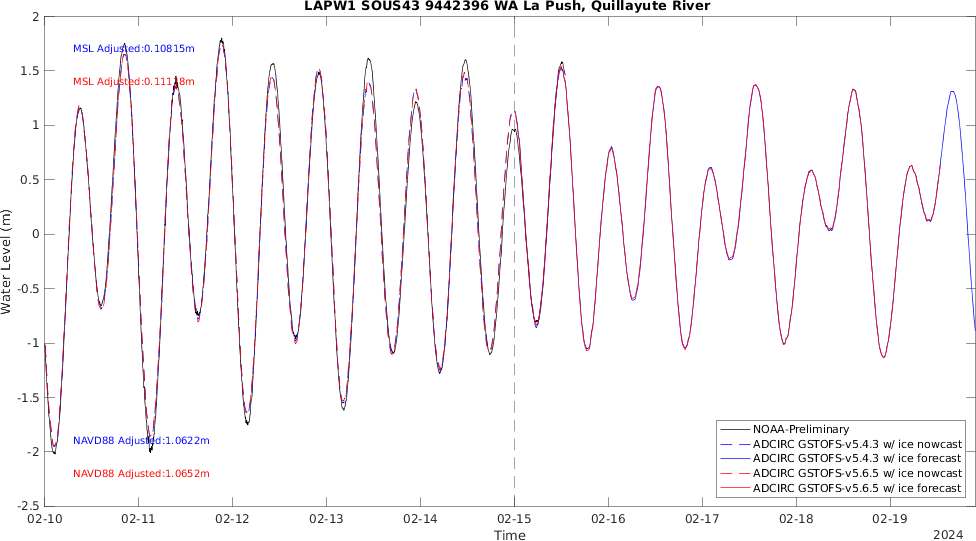 LAPW1 SOUS43 9442396 WA La Push, Quillayute River
2
1.5
1
0.5
0
-0.5
-1
-1.5
-2
-2.5
Water Level (m)
MSL Adjusted:0.10815m
MSL Adjusted:0.11118m
NAVD88 Adjusted:1.0622m
NAVD88 Adjusted:1.0652m
NOAA-Preliminary
ADCIRC GSTOFS-v5.4.3 w/ ice nowcast
ADCIRC GSTOFS-v5.4.3 w/ ice forecast
ADCIRC GSTOFS-v5.6.5 w/ ice nowcast
ADCIRC GSTOFS-v5.6.5 w/ ice forecast
02-10 02-11 02-12 02-13 02-14 02-15 02-16 02-17 02-18 02-19
Time
2024